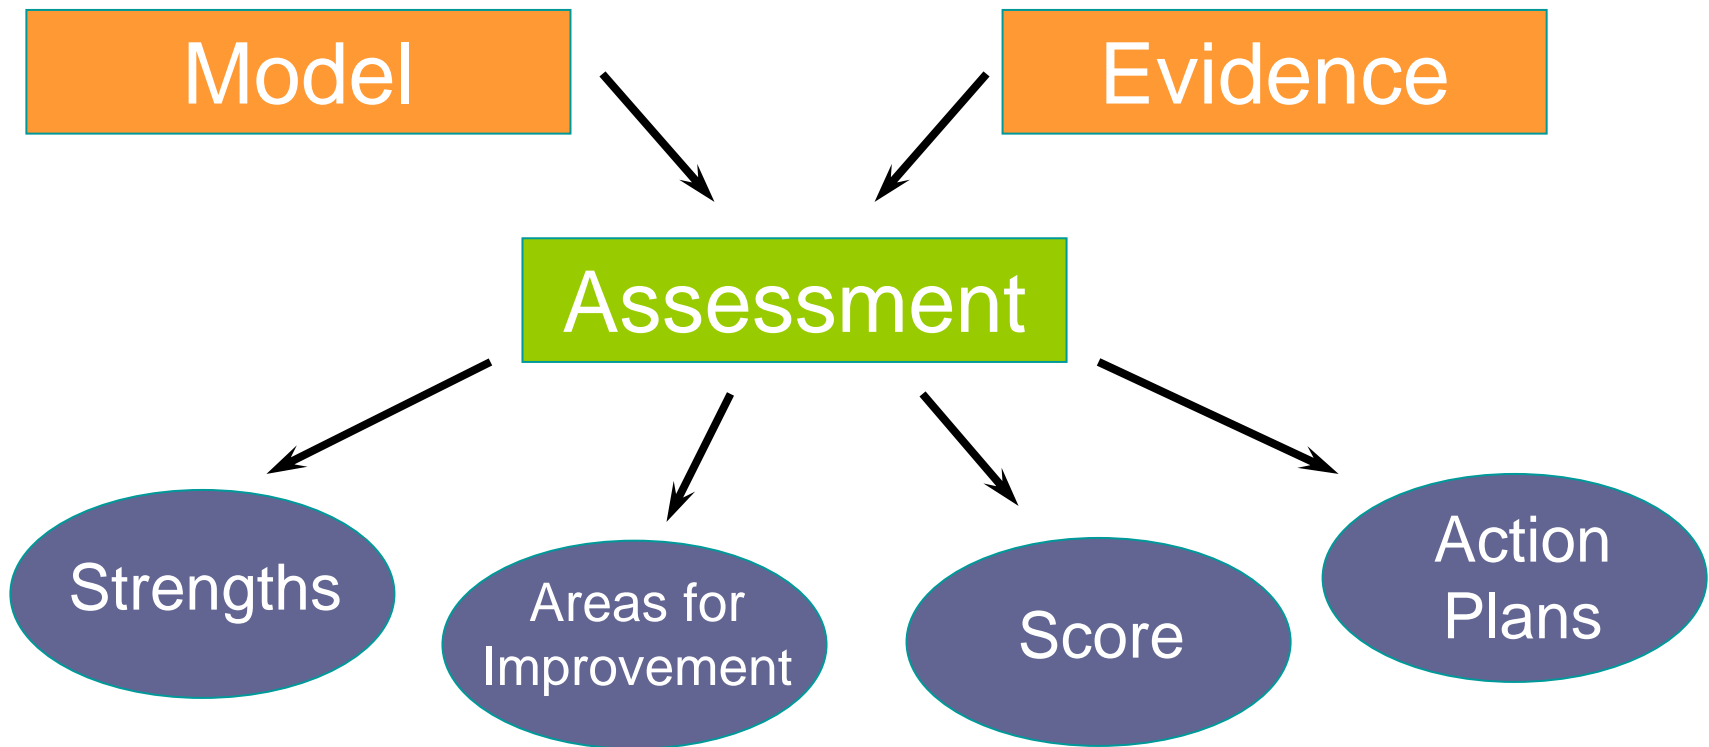 Model
Evidence
Assessment
Strengths
Areas for
Improvement
Score
Action
Plans